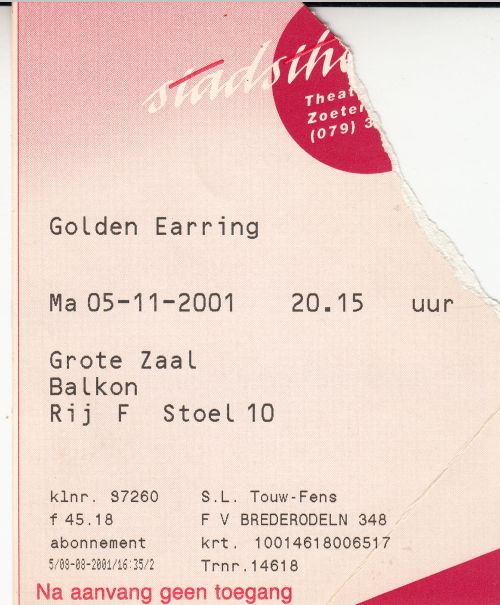 Theat
Zoeter
(079) 3
Golden Earring
Ma 05-11-2001 20.15 uur
Grote Zaal
Balkon
Rij F Stoel 10
klnr. 37260 S.L. Touw-Fens
f 45.18 F V BREDERODELN 348
abonnement krt. 10014618006517
5/08-08-2001/16:35/2 Trnr.14618
Na aanvang geen toegang